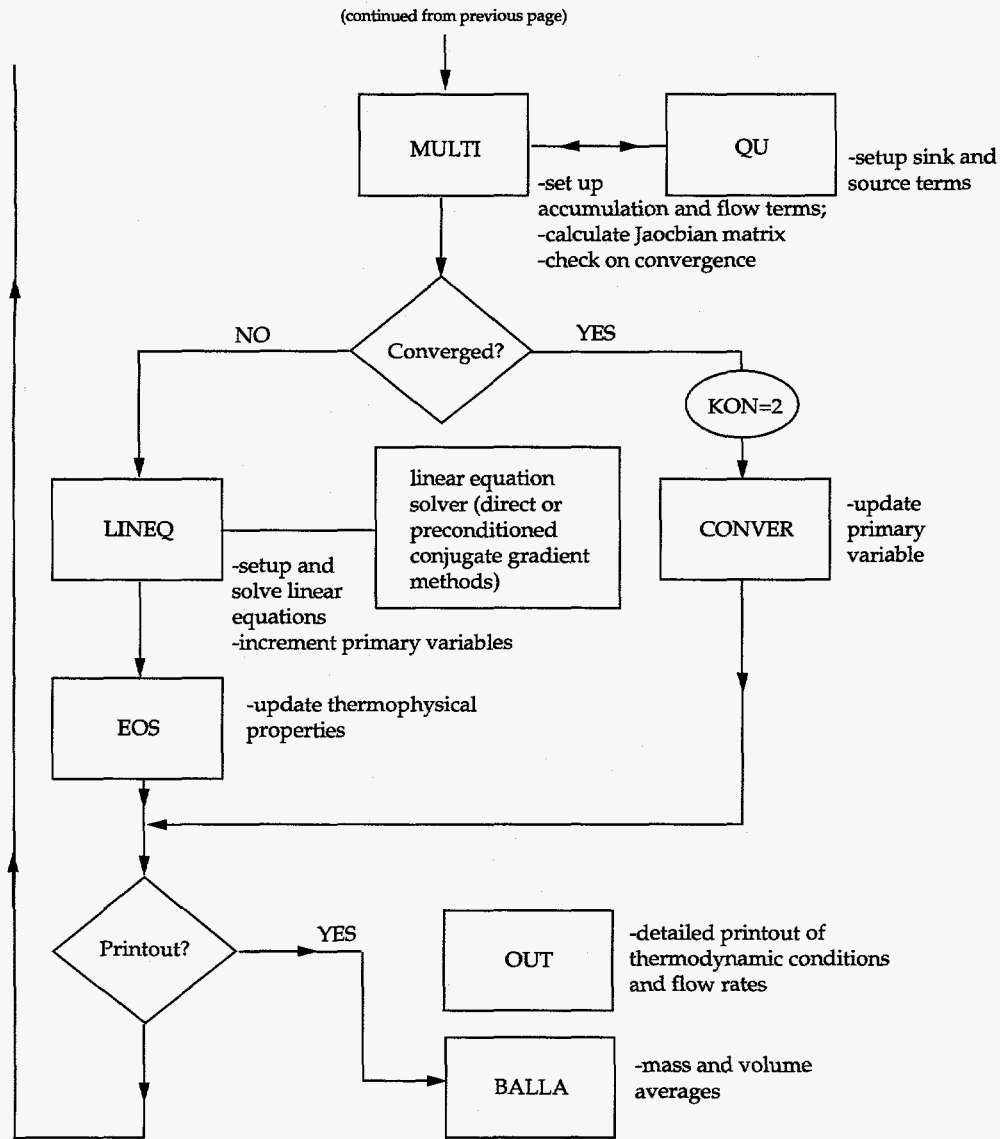 (continued from previous page)
MULTI
QU
-setup sink and
source terms
-set up
accumulation and flow terms;
-calculate Jaocbian matrix
-check on convergence
NO
Converged?
YES
KON=2
LINEQ
linear equation
solver (direct or
preconditioned
conjugate gradient
methods)
CONVER
-update
primary
variable
-setup and
solve linear
equations
-increment primary variables
EOS
-update thermophysical
properties
Printout?
YES
OUT
-detailed printout of
thermodynamic conditions
and flow rates
BALLA
-mass and volume
averages